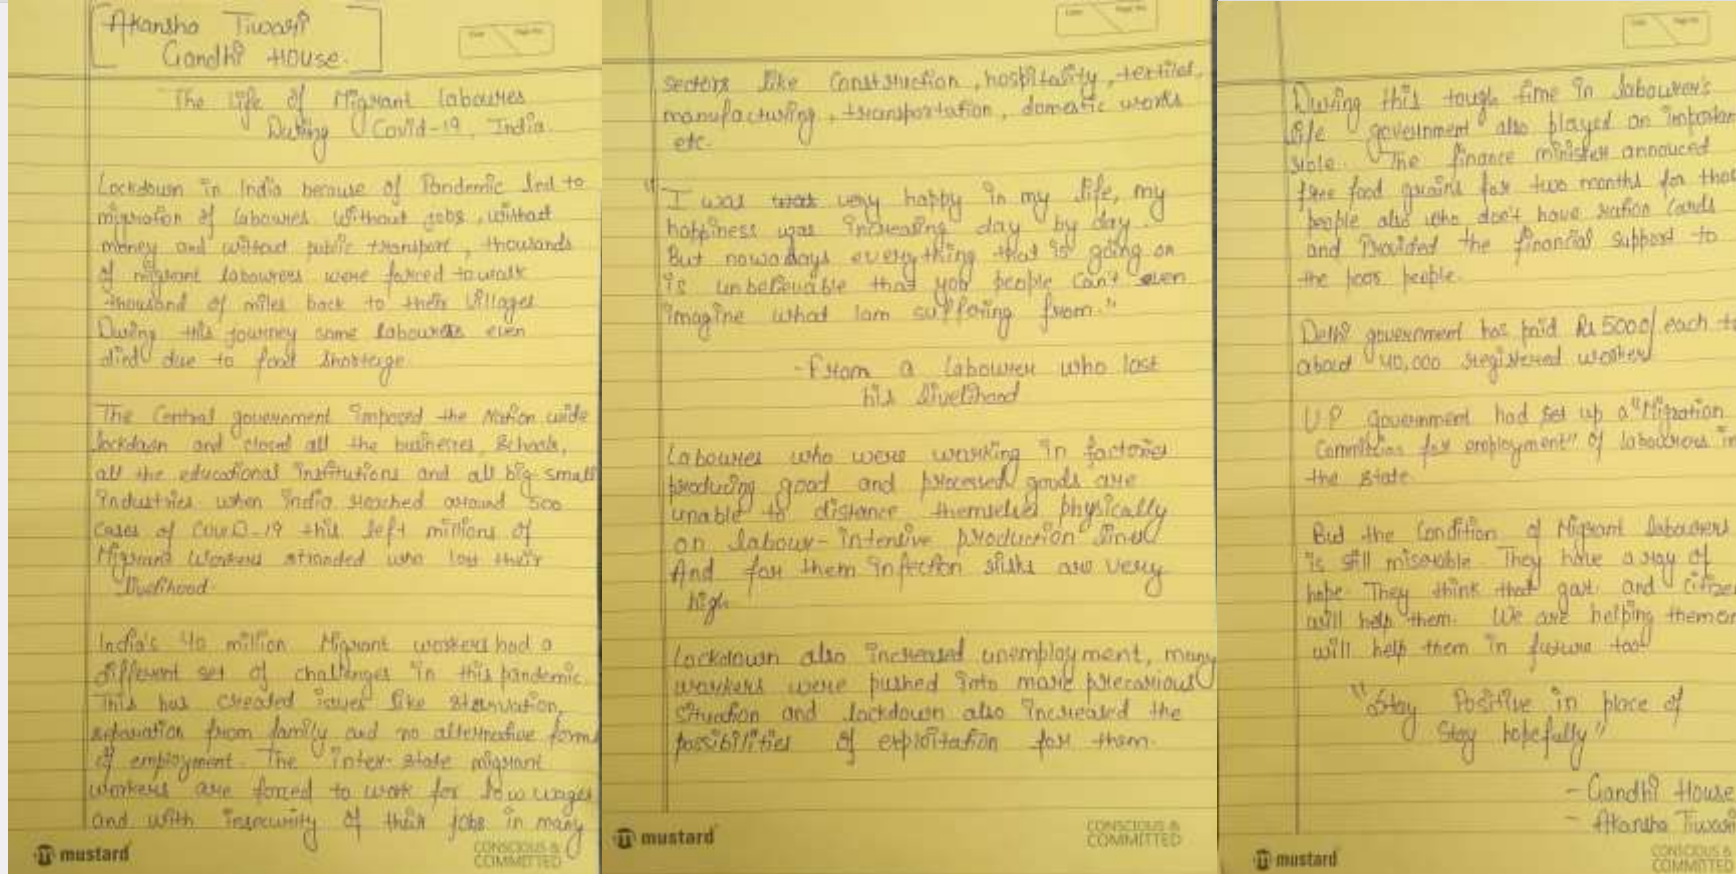 Akansha Tiwari
Gandhi House.
The life of Migrant laboures
During Covid-19, India.
Lockdown in India because of Pandemic led to
migration of laboures without jobs, without
money and without public transport, thousands
of migrant labourers were forced to walk
thousand of miles back to their villages
During this journey some labourers even
died due to food shortage.
The Central government imposed the Nation wide
lockdown and closed all the businesses, Schools,
all the educational institutions and all big-small
industries when India reached around 500
cases of COVID-19 this left millions of
Migrant workers stranded who lost their
livelihood.
India's 40 million Migrant workers had a
different set of challenges in this pandemic
This has created issues like starvation,
separation from family and no alternative forms
of employment. The inter-state migrant
workers are forced to work for low wages
and with insecurity of their jobs in many
mustard
CONSCIOUS &
COMMITTED
sectors like construction, hospitality, textiles,
manufacturing, transportation, domestic works
etc.
"I was very happy in my life, my
happiness was increasing day by day.
But nowadays everything that is going on
is unbelievable that you people can't even
imagine what I am suffering from."
- From a labourer who lost
his livelihood
Laboures who were working in factories
producing good and processed goods are
unable to distance themselves physically
on labour-intensive production lines
And for them infection risks are very
high.
Lockdown also increased unemployment, many
workers were pushed into more precarious
situation and lockdown also increased the
possibilities of exploitation for them.
mustard
CONSCIOUS &
COMMITTED
During this tough time in labourer's
life government also played an important
role. The finance minister annouced
free food grains for two months for those
people also who don't have ration cards
and Provided the financial support to
the poor people.
Delhi government has paid Rs 5000/ each to
about 40,000 registered worker
U.P government had set up a "Migration
Commission for employment" of labourers in
the state.
But the Condition of Migrant labourers
is still miserable. They have a ray of
hope. They think that govt. and citizen
will help them. We are helping them and
will help them in future too
"Stay Positive in place of
Stay hopefully"
- Gandhi House
- Akansha Tiwari
mustard
CONSCIOUS &
COMMITTED